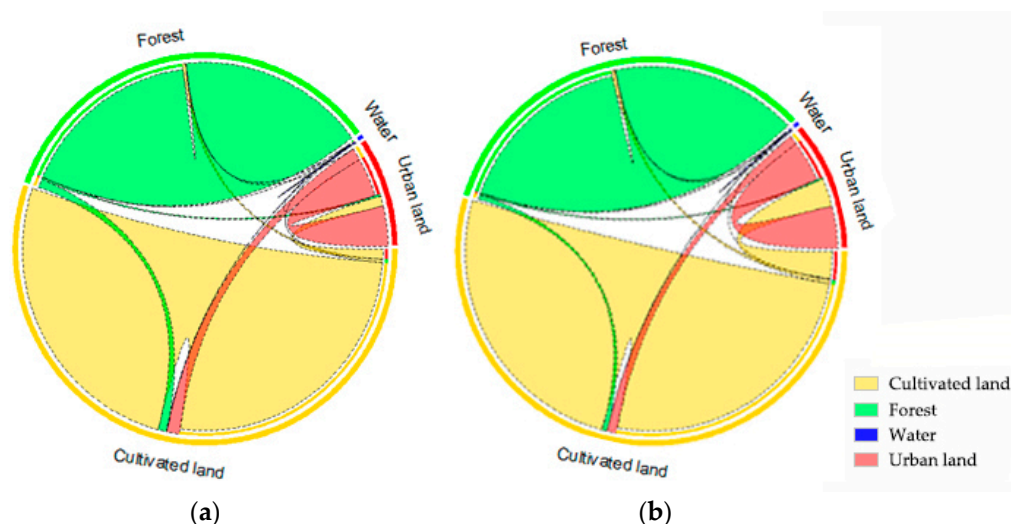 Forest
Water
Urban land
Cultivated land
(a)
Forest
Water
Urban land
Cultivated land
(b)
Cultivated land
Forest
Water
Urban land